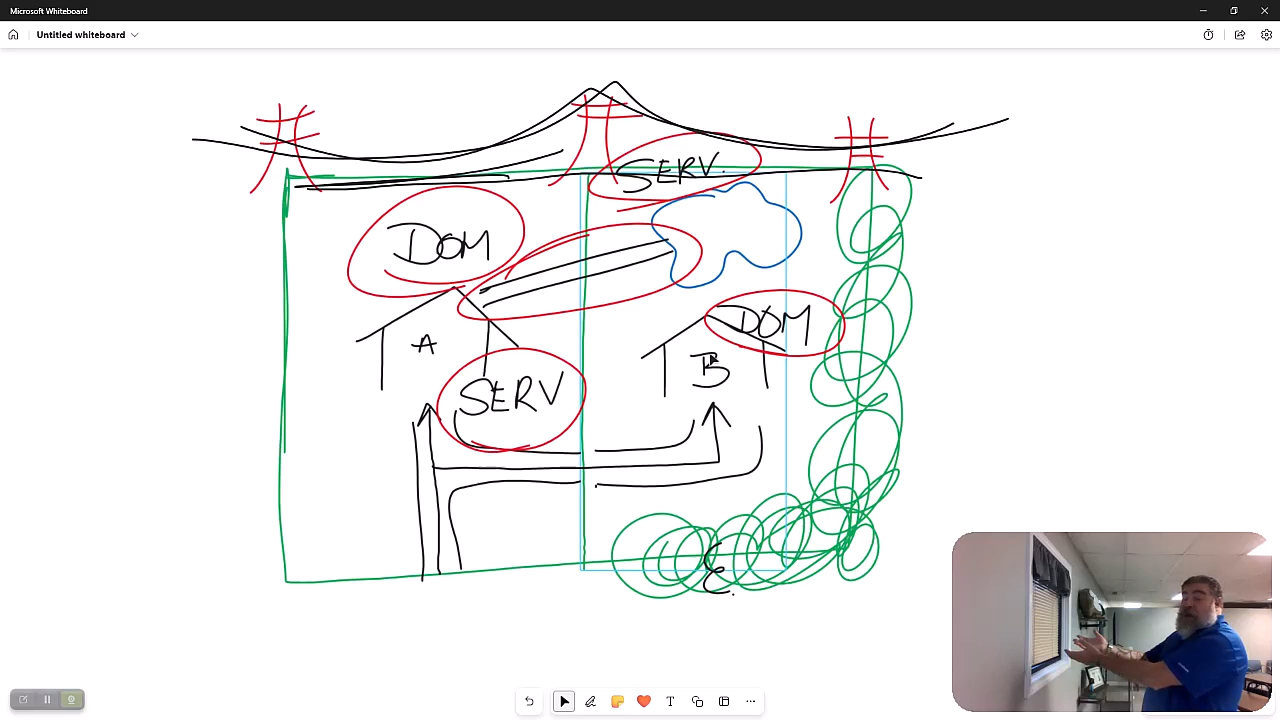 Microsoft Whiteboard
Untitled whiteboard
SERV.
DOM
DOM
A
B
SERV
E.
T